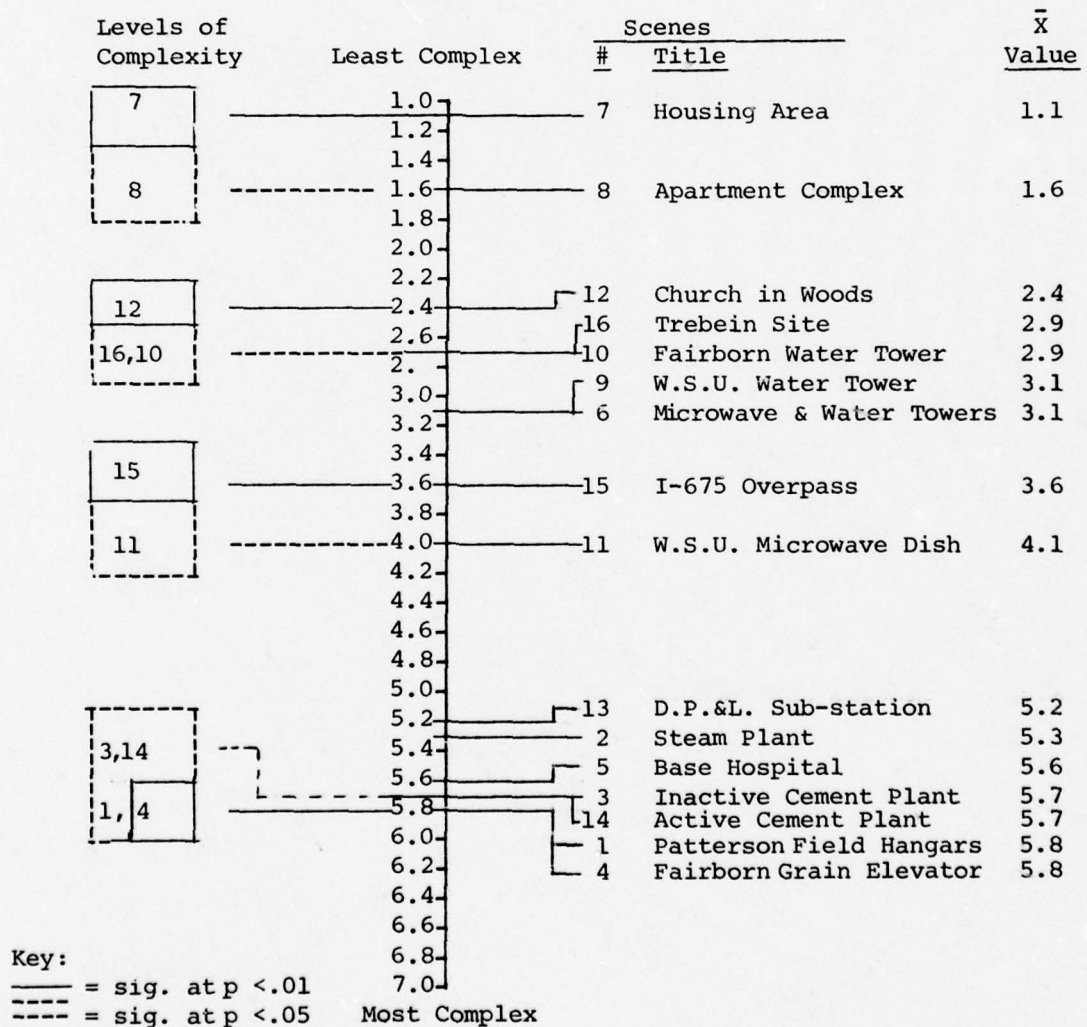 Levels of Complexity
Least Complex
Scenes
# Title
X̄ Value
7 1.0 7 Housing Area 1.1
1.2
1.4
8 1.6 8 Apartment Complex 1.6
1.8
2.0
2.2
12 2.4 12 Church in Woods 2.4
16 Trebein Site 2.9
2.6
16,10 10 Fairborn Water Tower 2.9
2.
9 W.S.U. Water Tower 3.1
3.0
6 Microwave & Water Towers 3.1
3.2
3.4
15 3.6 15 I-675 Overpass 3.6
3.8
11 4.0 11 W.S.U. Microwave Dish 4.1
4.2
4.4
4.6
4.8
5.0
13 D.P.&L. Sub-station 5.2
5.2
2 Steam Plant 5.3
3,14 5.4
5 Base Hospital 5.6
5.6
3 Inactive Cement Plant 5.7
1, 4 5.8
14 Active Cement Plant 5.7
6.0 1 Patterson Field Hangars 5.8
6.2 4 Fairborn Grain Elevator 5.8
6.4
6.6
6.8
7.0
Key:
= sig. at p <.01
= sig. at p <.05
Most Complex